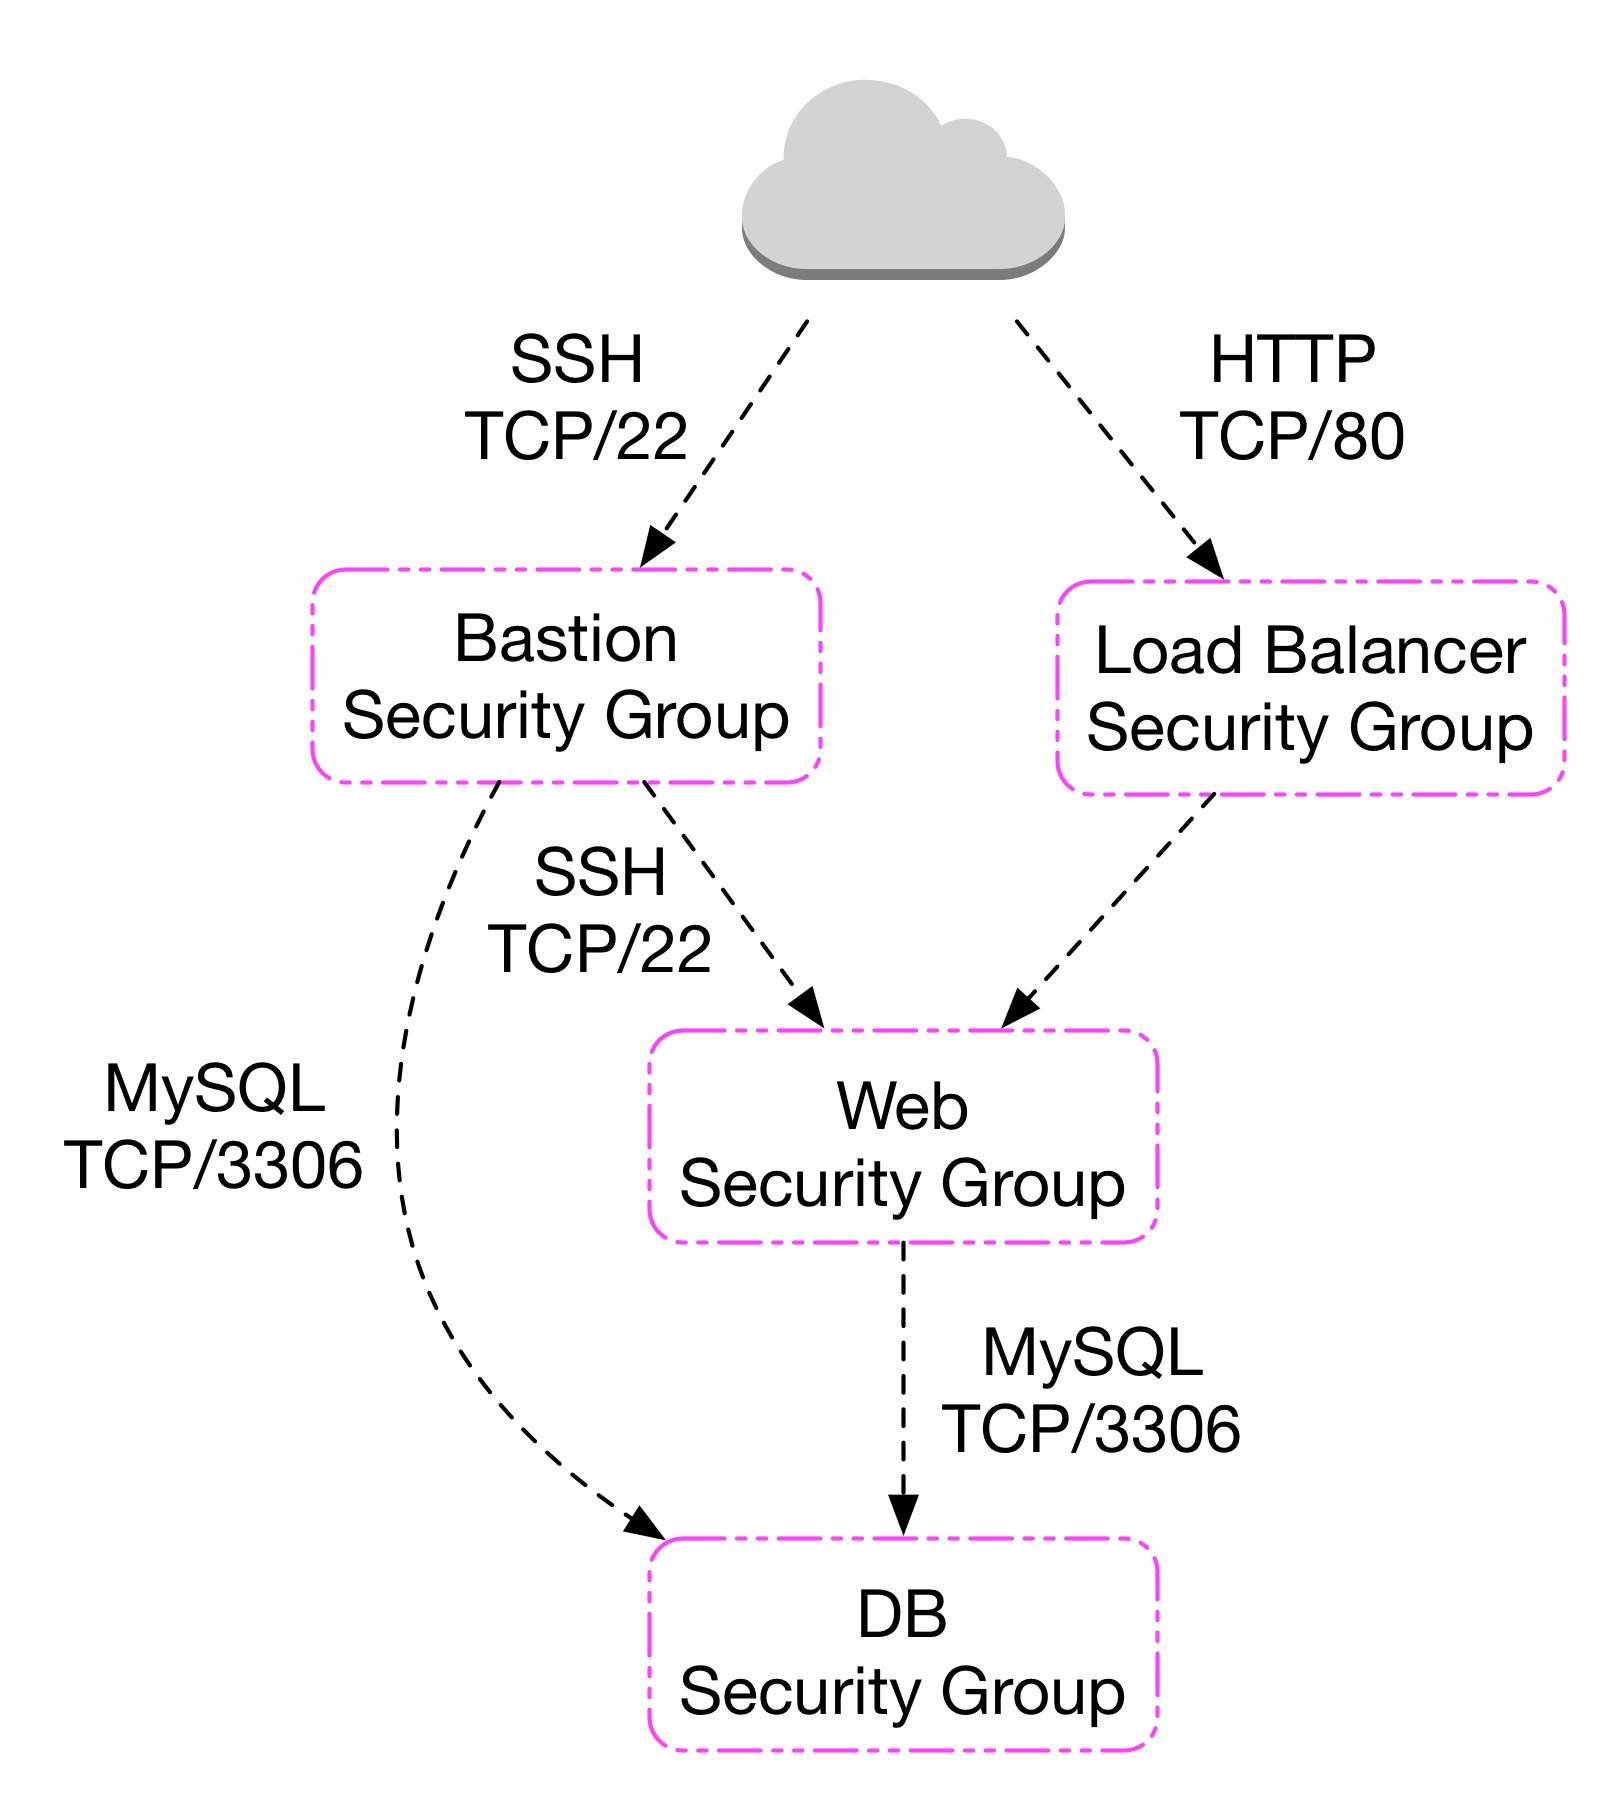 SSH
TCP/22
HTTP
TCP/80
Bastion
Security Group
Load Balancer
Security Group
SSH
TCP/22
MySQL
TCP/3306
Web
Security Group
MySQL
TCP/3306
DB
Security Group